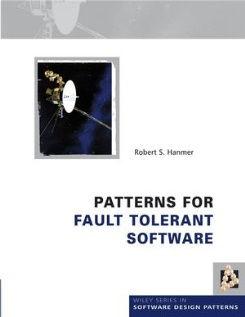 Robert S. Hanmer
PATTERNS FOR
FAULT TOLERANT
SOFTWARE
WILEY SERIES IN
SOFTWARE DESIGN PATTERNS